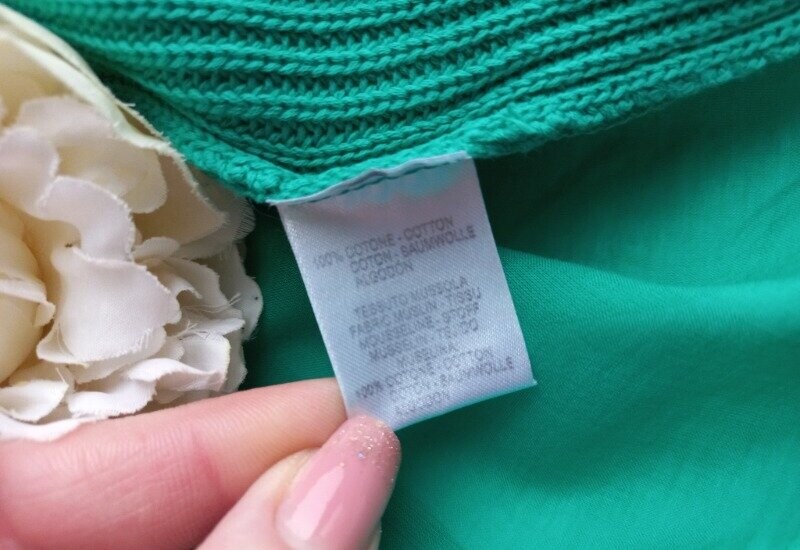 100% COTONE - COTTON
COTON - BAUMWOLLE
ALGODON
TESSUTO MUSSOLA
FABRIC MUSLIN - TISSU
MOUSSELINE - STOFF
MUSSELIN - TEJIDO
MUSELINA
100% COTONE - COTTON
COTON - BAUMWOLLE
ALGODON